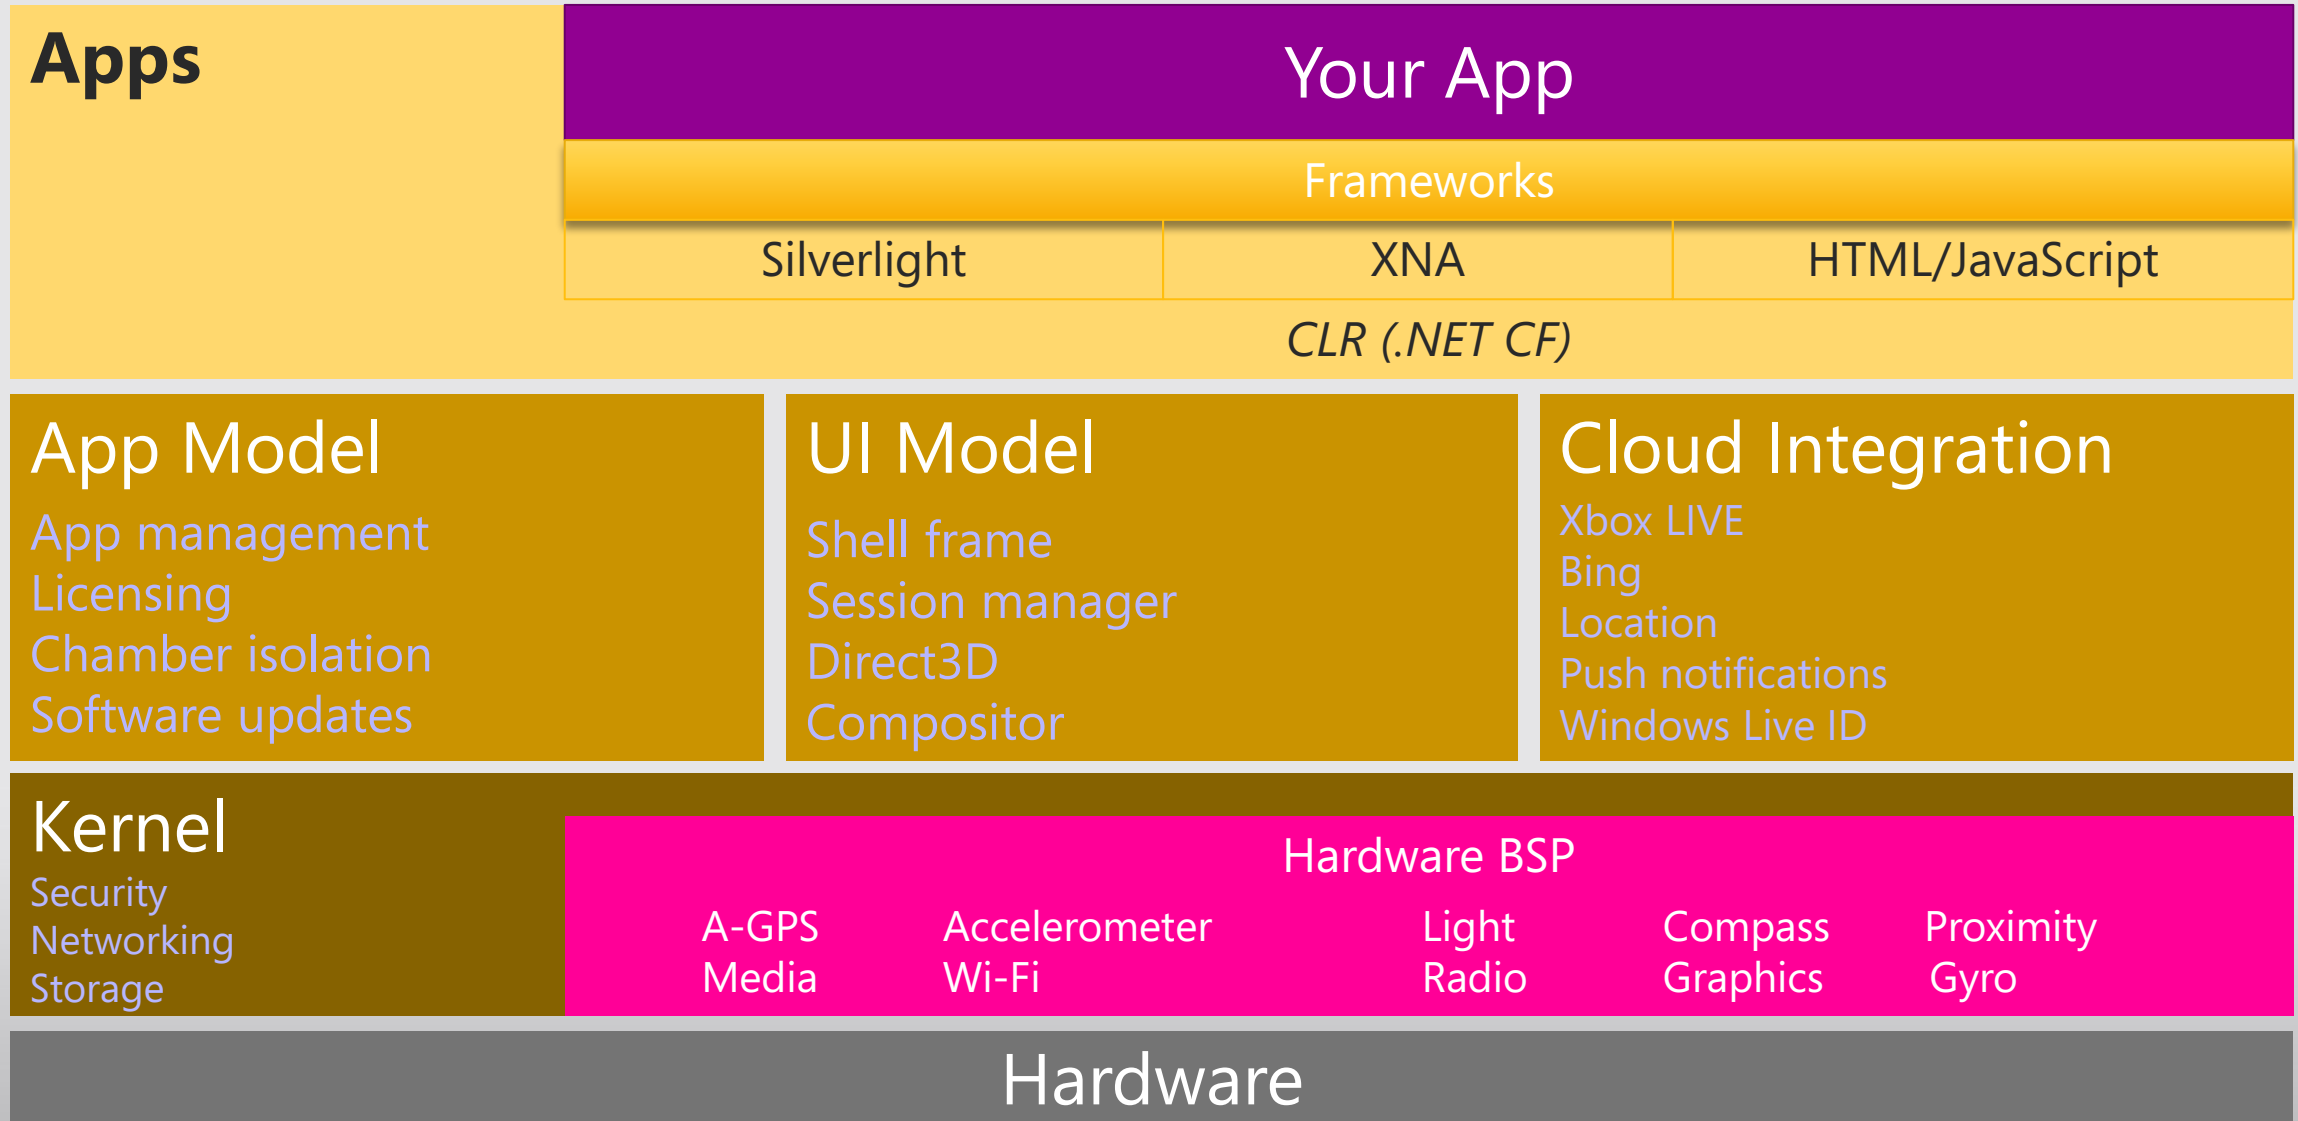 Apps
Your App
Frameworks
Silverlight XNA HTML/JavaScript
CLR (.NET CF)
App Model
App management
Licensing
Chamber isolation
Software updates
UI Model
Shell frame
Session manager
Direct3D
Compositor
Cloud Integration
Xbox LIVE
Bing
Location
Push notifications
Windows Live ID
Kernel
Security
Networking
Storage
Hardware BSP
A-GPS Accelerometer Light Compass Proximity
Media Wi-Fi Radio Graphics Gyro
Hardware